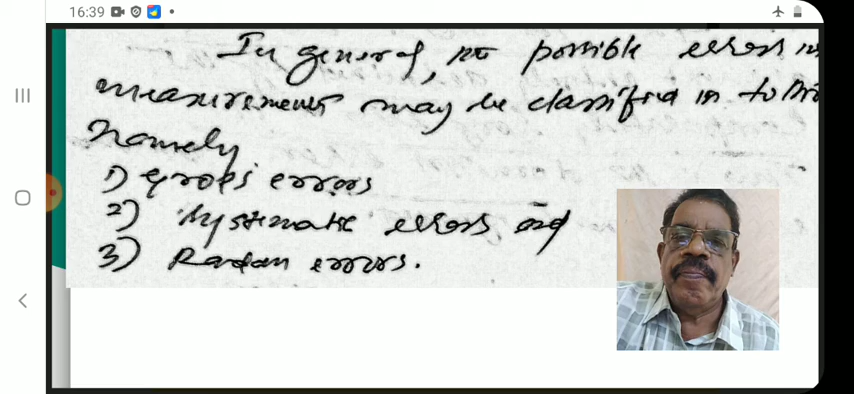 16:39
In general, the possible errors in
measurements may be classified in to
Namely
1) gross errors
2) systematic errors and
3) Random errors.